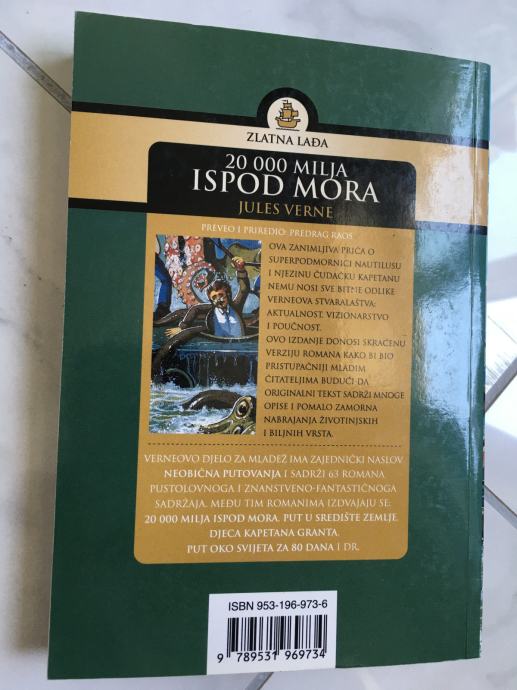 ZLATNA LAĐA
20 000 MILJA
ISPOD MORA
JULES VERNE
PREVEO I PRIREDIO: PREDRAG RAOS
OVA ZANIMLJIVA PRIČA O
SUPERPODMORNICI NAUTILUSU
I NJEZINU ČUDAČKU KAPETANU
NEMU NOSI SVE BITNE ODLIKE
VERNEOVA STVARALAŠTVA:
AKTUALNOST, VIZIONARSTVO
I POUČNOST.
OVO IZDANJE DONOSI SKRAĆENU
VERZIJU ROMANA KAKO BI BIO
PRISTUPAČNIJI MLAĐIM
ČITATELJIMA BUDUĆI DA
ORIGINALNI TEKST SADRŽI MNOGE
OPISE I POMALO ZAMORNA
NABRAJANJA ŽIVOTINJSKIH
I BILJNIH VRSTA.
VERNEOVO DJELO ZA MLADEŽ IMA ZAJEDNIČKI NASLOV
NEOBIČNA PUTOVANJA I SADRŽI 63 ROMANA
PUSTOLOVNOGA I ZNANSTVENO-FANTASTIČNOGA
SADRŽAJA. MEĐU TIM ROMANIMA IZDVAJAJU SE:
20 000 MILJA ISPOD MORA, PUT U SREDIŠTE ZEMLJE,
DJECA KAPETANA GRANTA,
PUT OKO SVIJETA ZA 80 DANA I DR.
ISBN 953-196-973-6
9 789531 969734